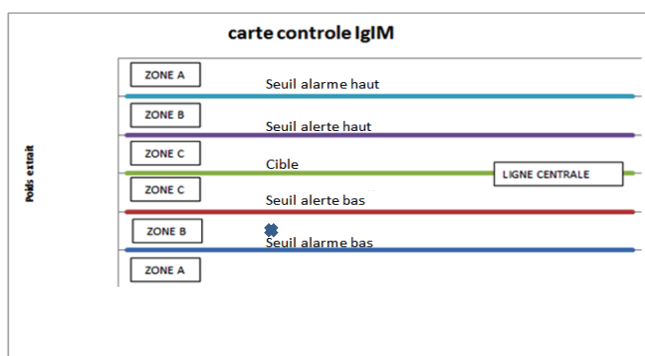 carte controle IgIM
ZONE A
Seuil alarme haut
ZONE B
Seuil alerte haut
ZONE C
Cible
LIGNE CENTRALE
Poids extrait
ZONE C
Seuil alerte bas
ZONE B
Seuil alarme bas
ZONE A